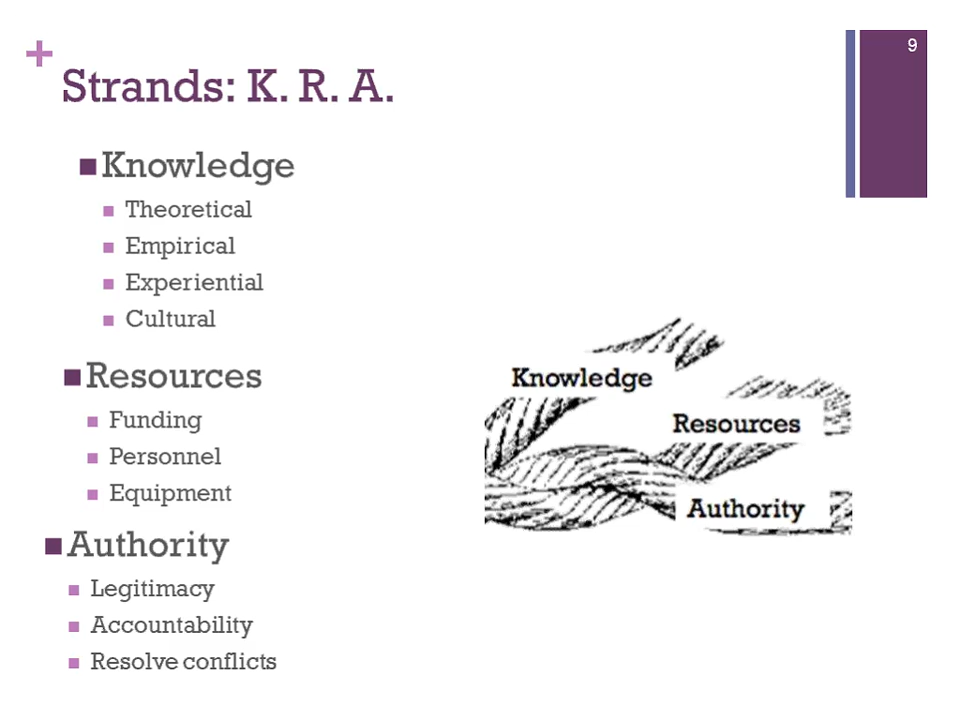 9
+
Strands: K. R. A.
Knowledge
Theoretical
Empirical
Experiential
Cultural
Resources
Funding
Personnel
Equipment
Authority
Legitimacy
Accountability
Resolve conflicts
Knowledge
Resources
Authority